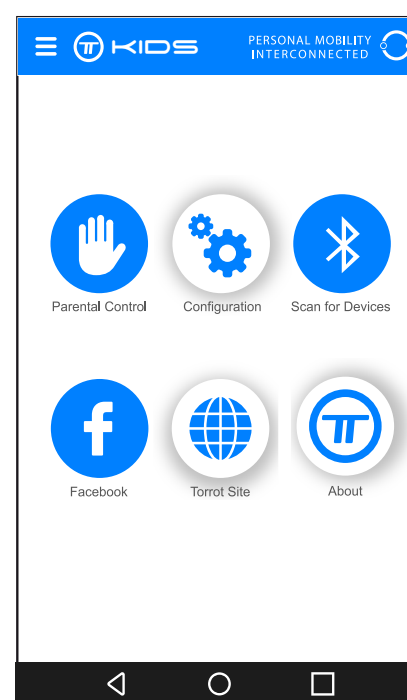 KIDS
PERSONAL MOBILITY
INTERCONNECTED
Parental Control
Configuration
Scan for Devices
Facebook
Torrot Site
About